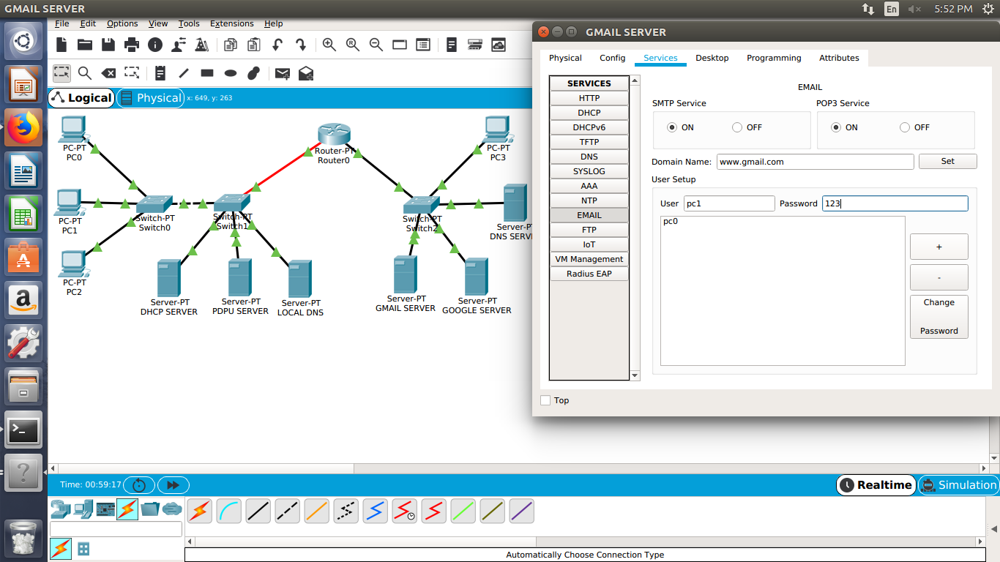 GMAIL SERVER
En
5:52 PM
File Edit Options View Tools Extensions Help
Logical
Physical
x: 649, y: 263
PC-PT
PC0
PC-PT
PC1
PC-PT
PC2
Switch-PT
Switch0
Switch-PT
Switch1
Router-PT
Router0
PC-PT
PC3
Switch-PT
Switch2
Server-P
DNS SERV
Server-PT
DHCP SERVER
Server-PT
PDPU SERVER
Server-PT
LOCAL DNS
Server-PT
GMAIL SERVER
Server-PT
GOOGLE SERVER
GMAIL SERVER
Physical Config Services Desktop Programming Attributes
SERVICES
HTTP
DHCP
DHCPv6
TFTP
DNS
SYSLOG
AAA
NTP
EMAIL
FTP
IoT
VM Management
Radius EAP
EMAIL
SMTP Service
ON OFF
POP3 Service
ON OFF
Domain Name: www.gmail.com Set
User Setup
User pc1 Password 123
pc0
+
-
Change
Password
Top
Time: 00:59:17
Realtime
Simulation
Automatically Choose Connection Type